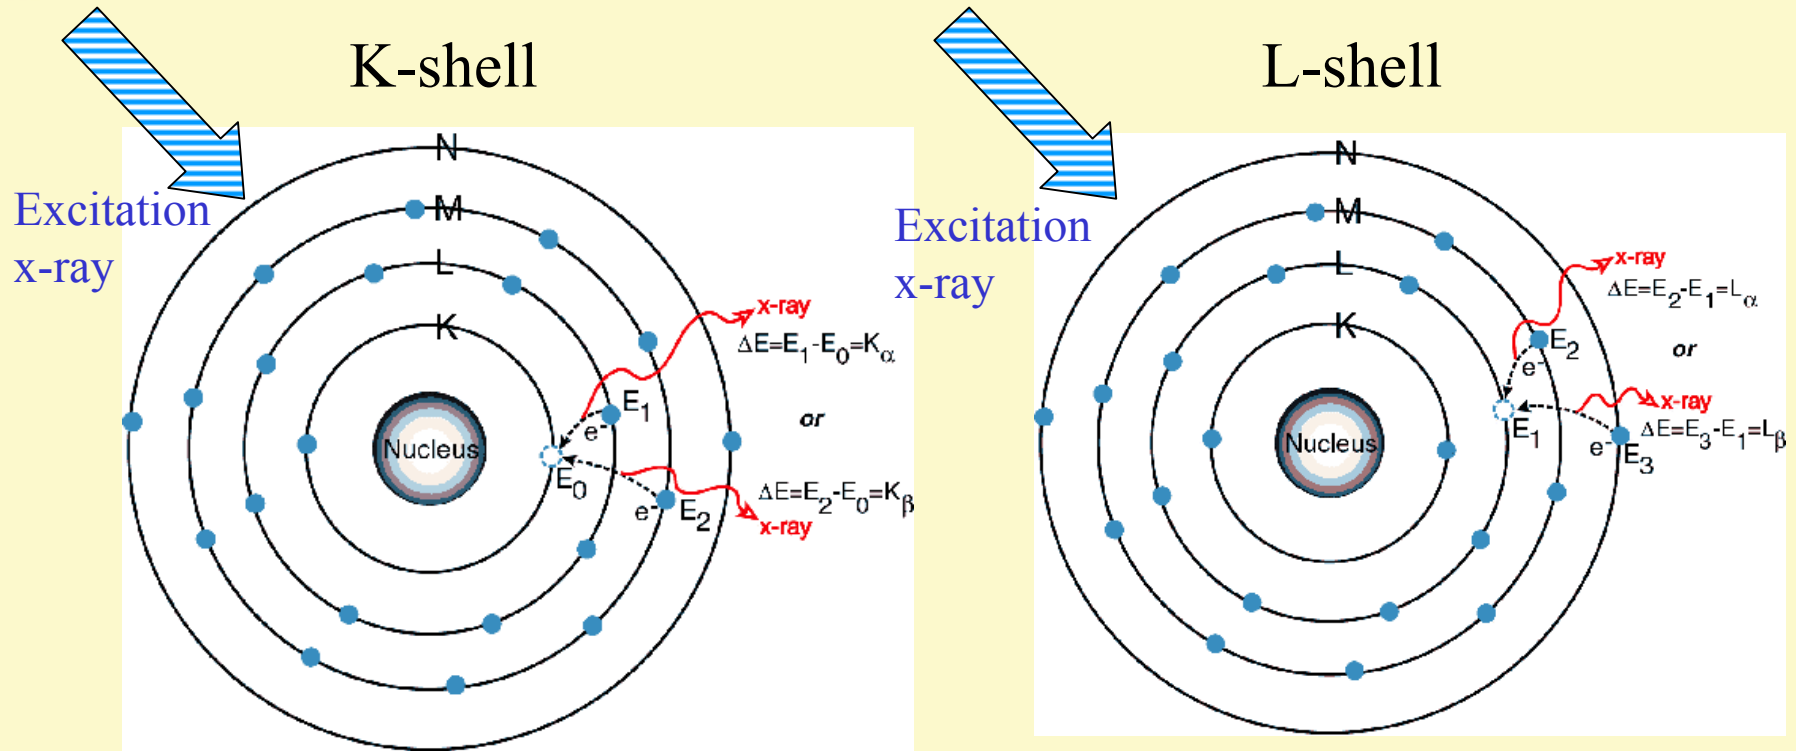 K-shell
Excitation
x-ray
N
M
L
K
Nucleus
x-ray
ΔE=E₁-E₀=Kα
or
E₁
e⁻
E₀
e⁻
E₂
ΔE=E₂-E₀=Kβ
x-ray
L-shell
Excitation
x-ray
N
M
L
K
Nucleus
x-ray
ΔE=E₂-E₁=Lα
E₂
or
e⁻
x-ray
E₁
ΔE=E₃-E₁=Lβ
e⁻
E₃